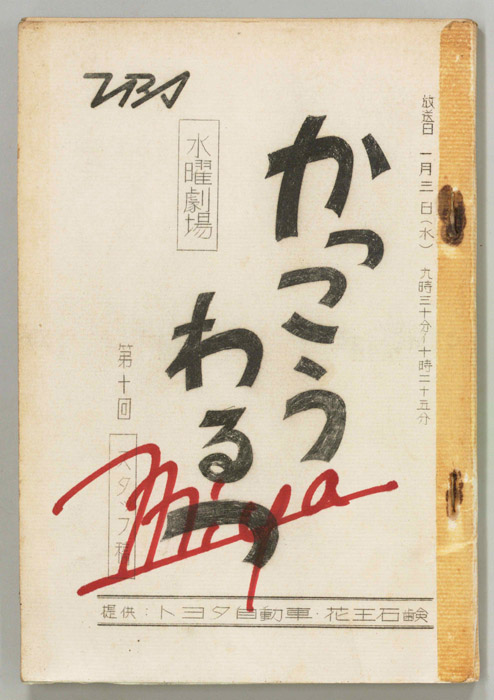 放送日 一月三日(水) 九時三十分~十時二十五分
TBS
水曜劇場
かっこう
わるつ
第十回
スタッフ稿
Miya
提供:トヨタ自動車・花王石鹸